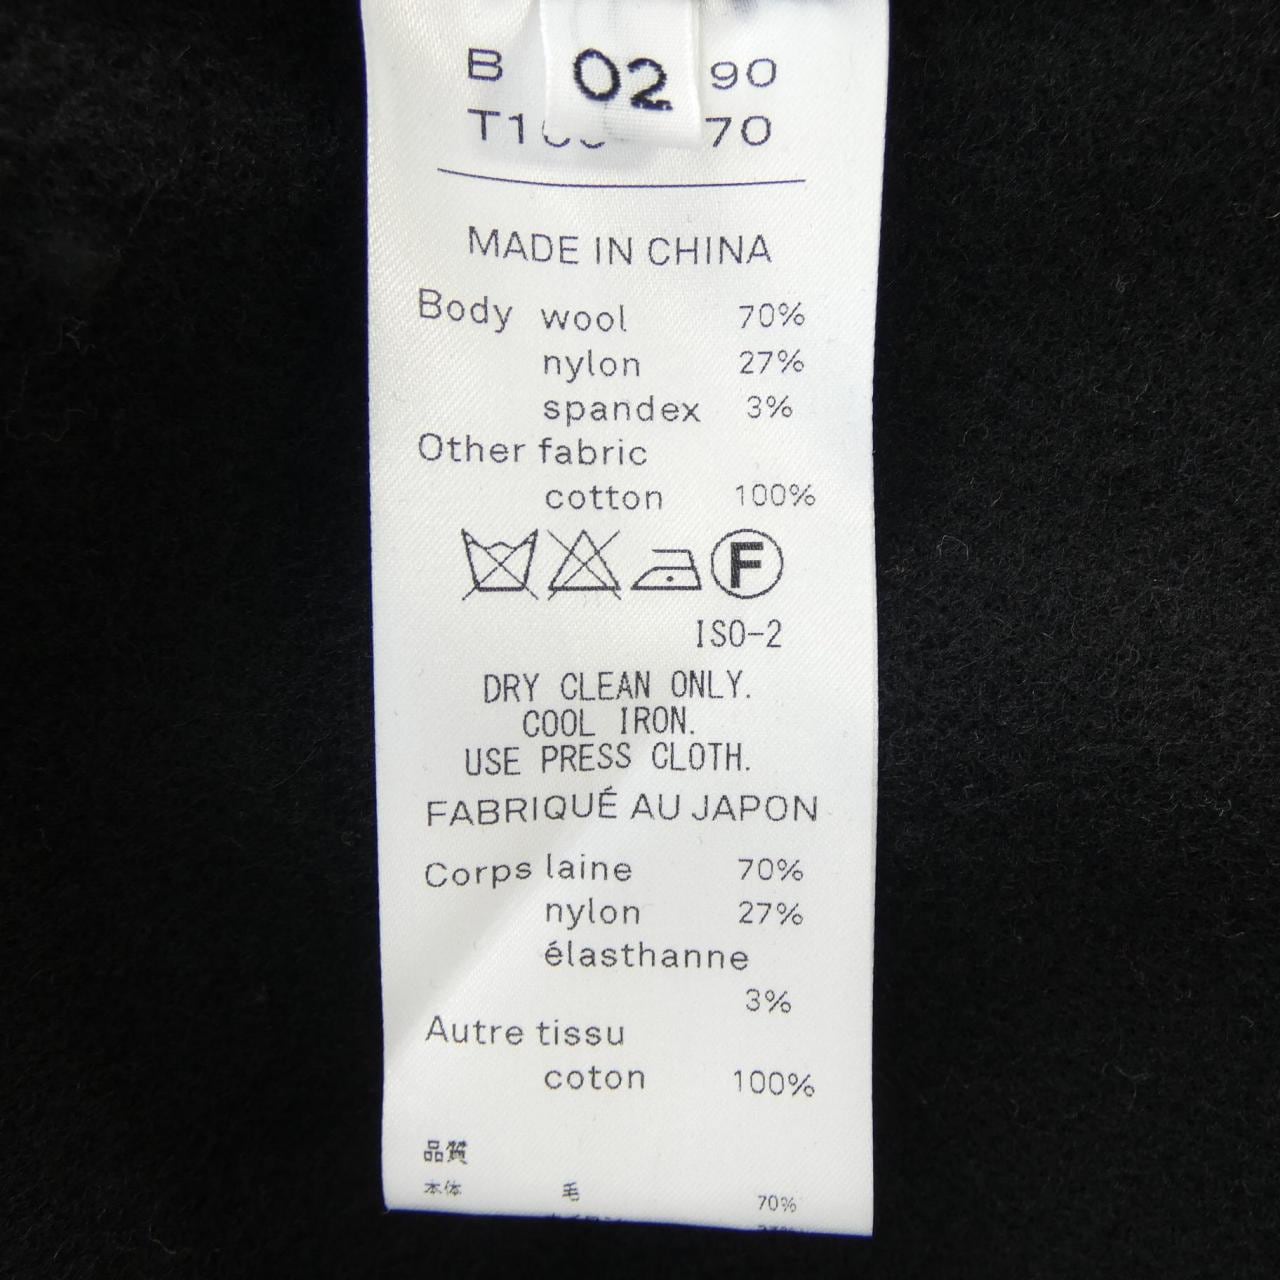 B 02 90
70
MADE IN CHINA
Body wool 70%
nylon 27%
spandex 3%
Other fabric
cotton 100%
F
ISO-2
DRY CLEAN ONLY.
COOL IRON.
USE PRESS CLOTH.
FABRIQUÉ AU JAPON
Corps laine 70%
nylon 27%
élasthanne
3%
Autre tissu
coton 100%
品質
本体 毛 70%